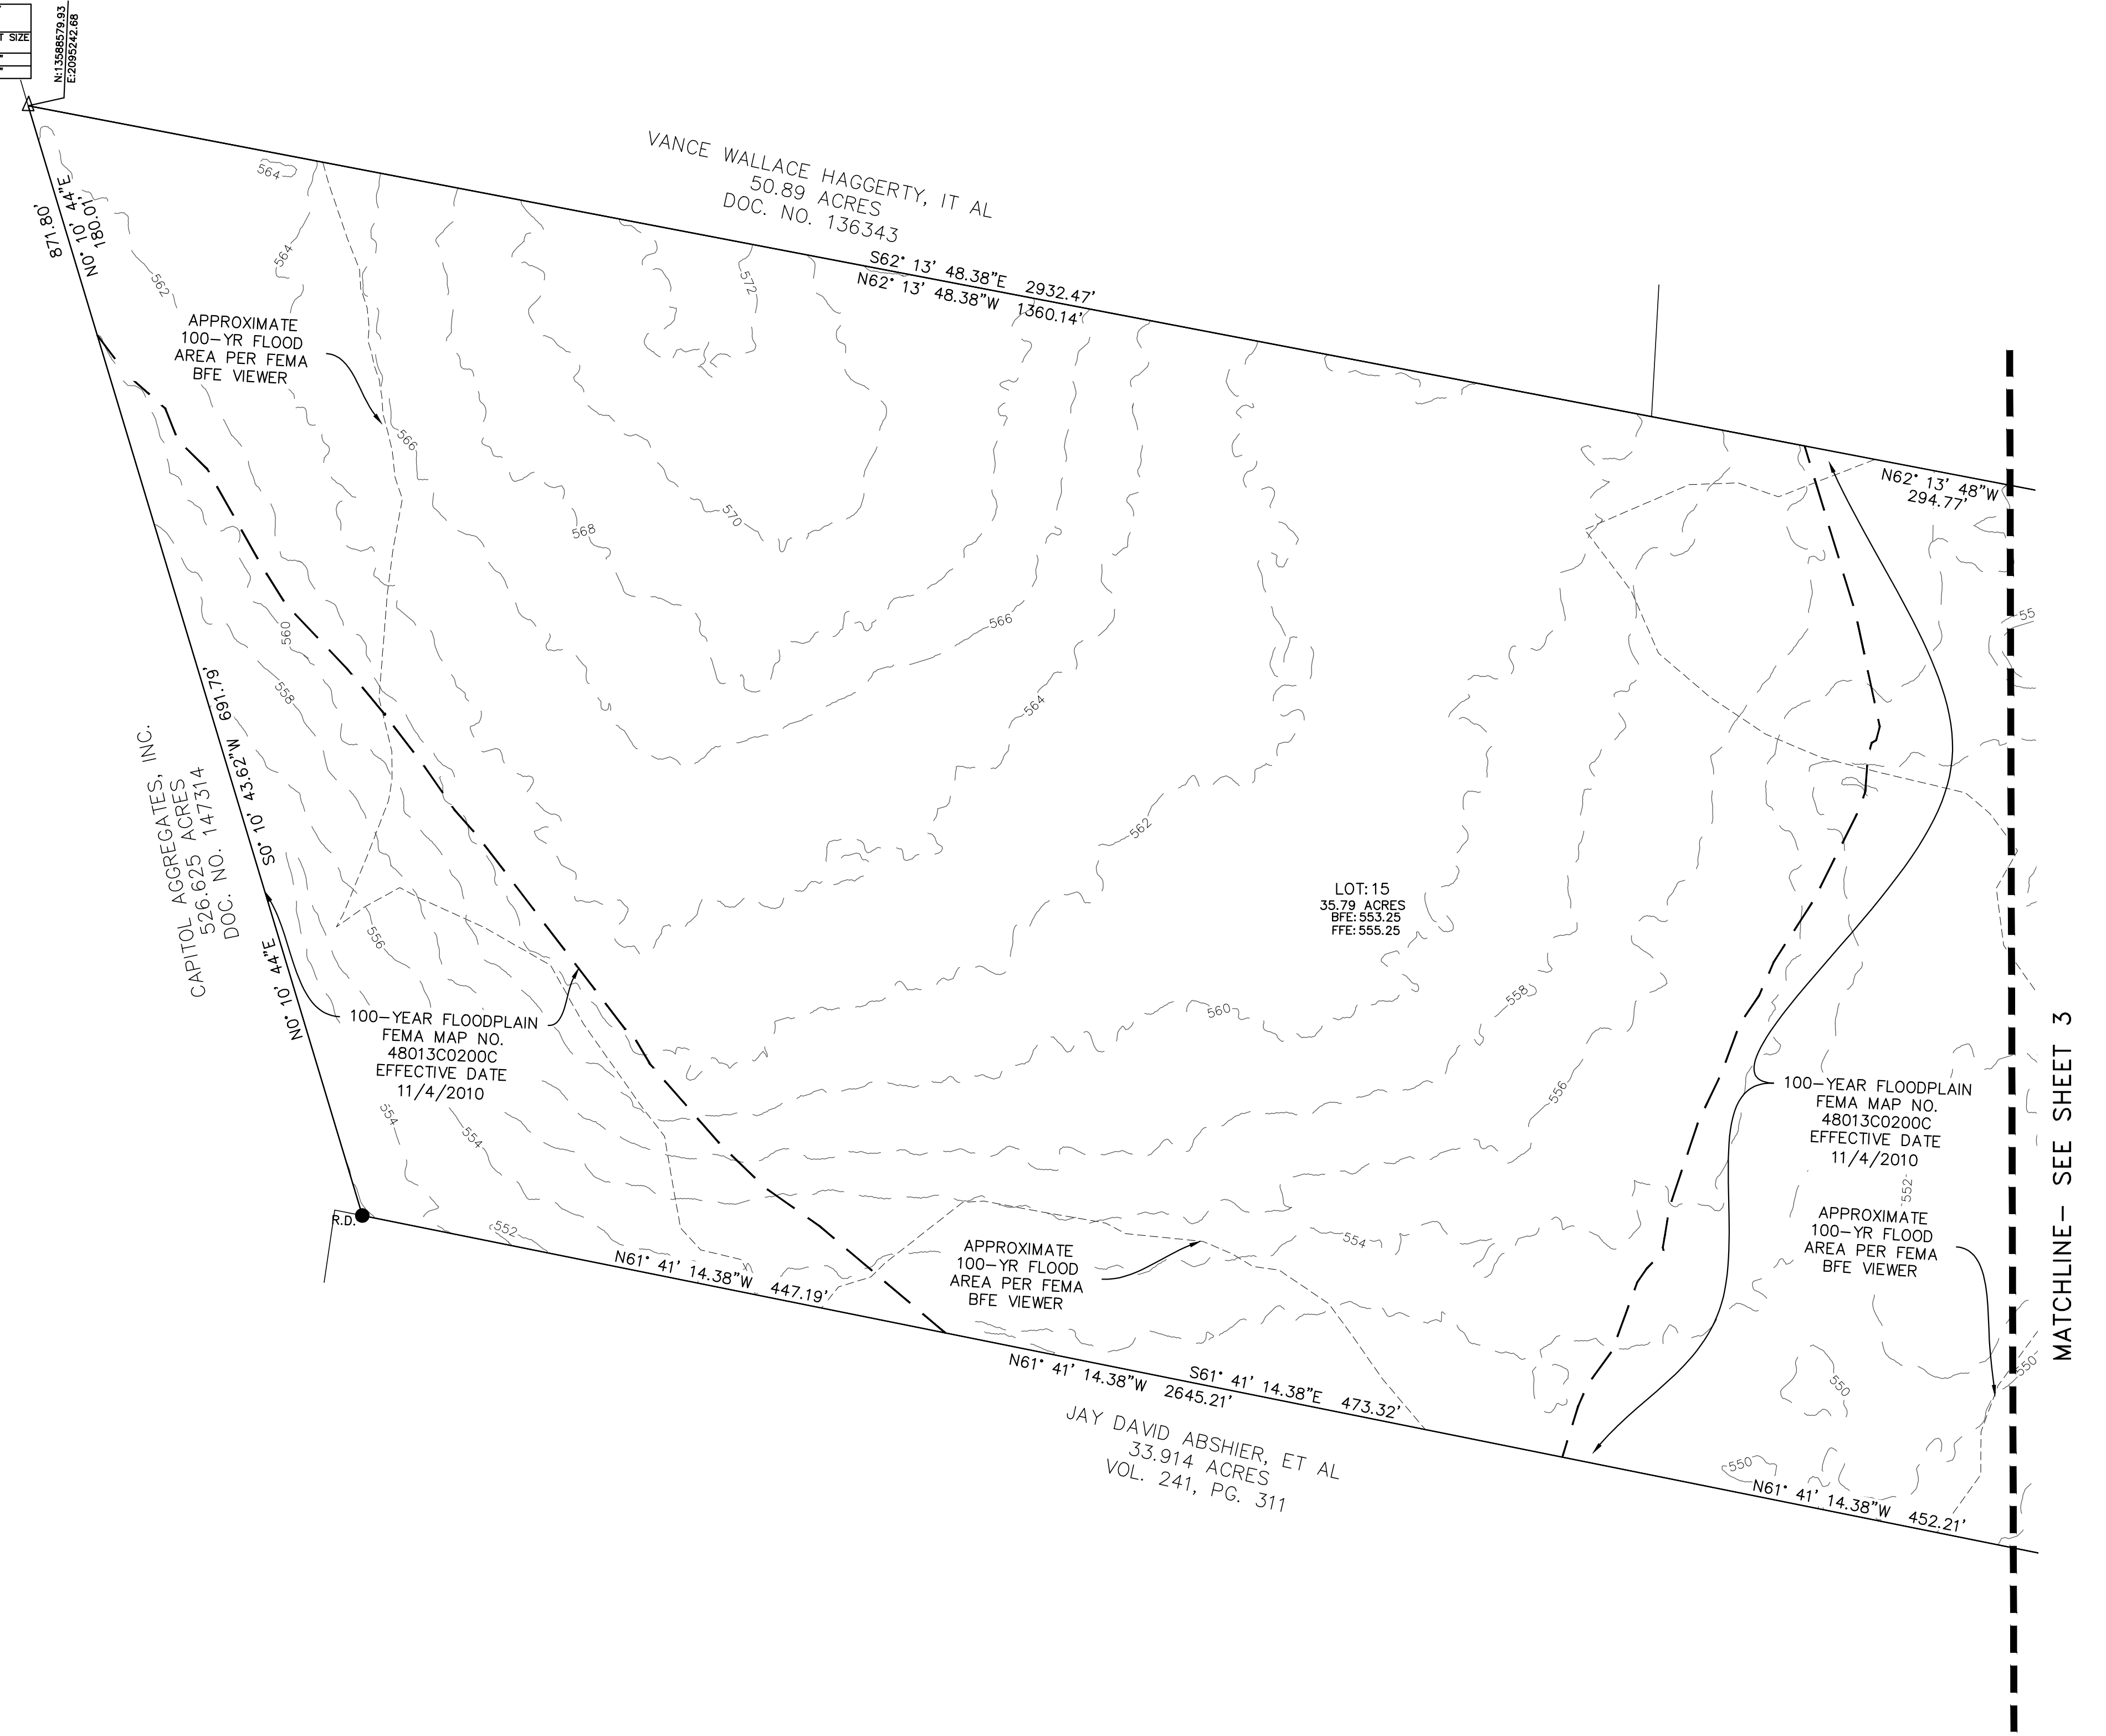 T SIZE
N:13588579.93
E:2095242.68
VANCE WALLACE HAGGERTY, IT AL
50.89 ACRES
DOC. NO. 136343
S62° 13' 48.38"E 2932.47'
N62° 13' 48.38"W 1360.14'
N62° 13' 48"W
294.77'
871.80'
N0° 10' 44"E
180.01'
564
564
562
572
APPROXIMATE
100-YR FLOOD
AREA PER FEMA
BFE VIEWER
566
570
568
560
566
558
564
55
S0° 10' 43.62"W 691.79'
CAPITOL AGGREGATES, INC.
526.625 ACRES
DOC. NO. 147314
562
LOT: 15
35.79 ACRES
BFE: 553.25
FFE: 555.25
556
N0° 10' 44"E
560
558
100-YEAR FLOODPLAIN
FEMA MAP NO.
48013C0200C
EFFECTIVE DATE
11/4/2010
554
554
556
100-YEAR FLOODPLAIN
FEMA MAP NO.
48013C0200C
EFFECTIVE DATE
11/4/2010
552
MATCHLINE- SEE SHEET 3
R.D.
552
554
APPROXIMATE
100-YR FLOOD
AREA PER FEMA
BFE VIEWER
APPROXIMATE
100-YR FLOOD
AREA PER FEMA
BFE VIEWER
N61° 41' 14.38"W 447.19'
N61° 41' 14.38"W 2645.21'
S61° 41' 14.38"E 473.32'
550
550
550
JAY DAVID ABSHIER, ET AL
33.914 ACRES
VOL. 241, PG. 311
N61° 41' 14.38"W 452.21'